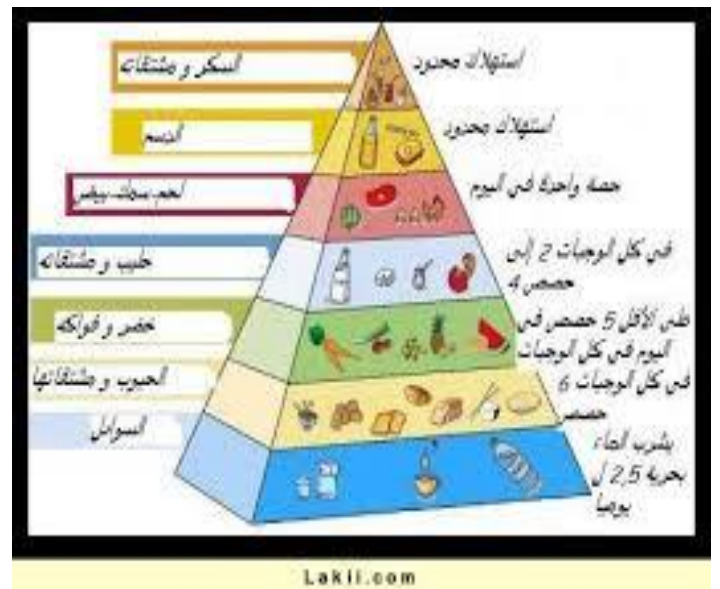 السكر و مشتقاته
استهلاك محدود
الدسم
استهلاك محدود
لحم سمك بيض
حصة واحدة في اليوم
حليب و مشتقاته
في كل الوجبات 2 إلى
4 حصص
خضر و فواكه
على الأقل 5 حصص في
اليوم في كل الوجبات
الحبوب و مشتقاتها
في كل الوجبات 6
حصص
السوائل
يشرب الماء
بحرية 2,5 ل
يوميا
Lakii.com